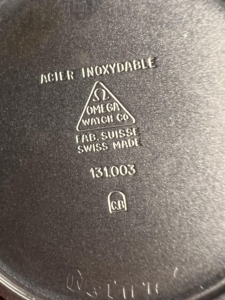 ACIER INOXYDABLE
Ω
OMEGA
WATCH CO
FAB. SUISSE
SWISS MADE
131.003
C.B